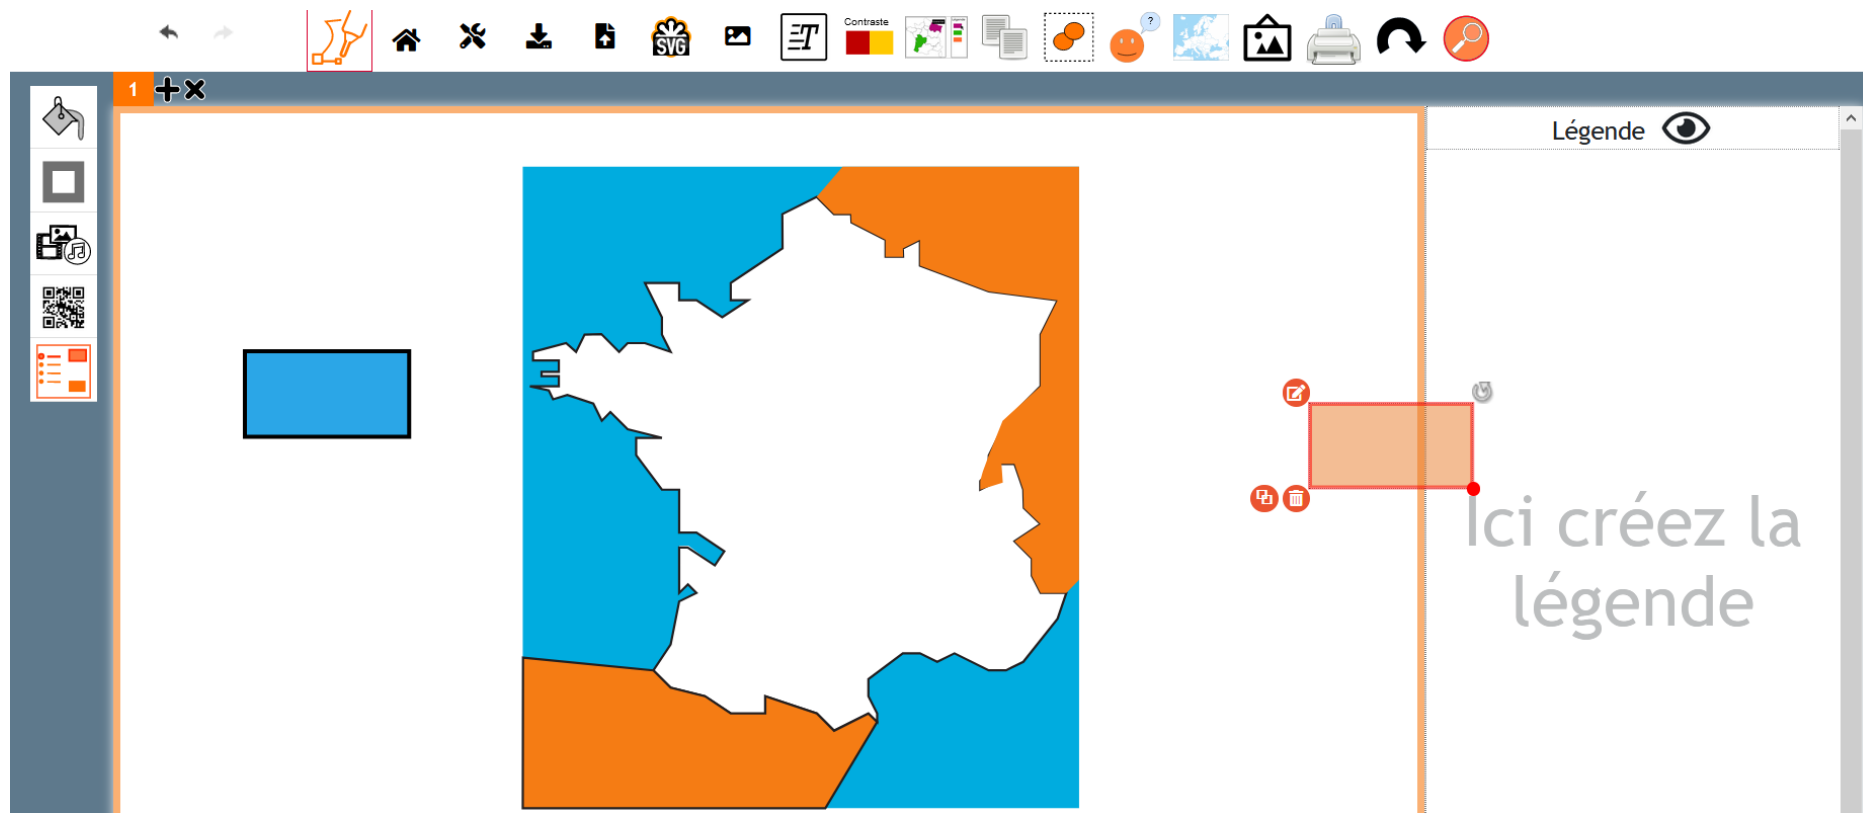 Contraste
SVG
T
?
1
Légende
Ici créez la
légende